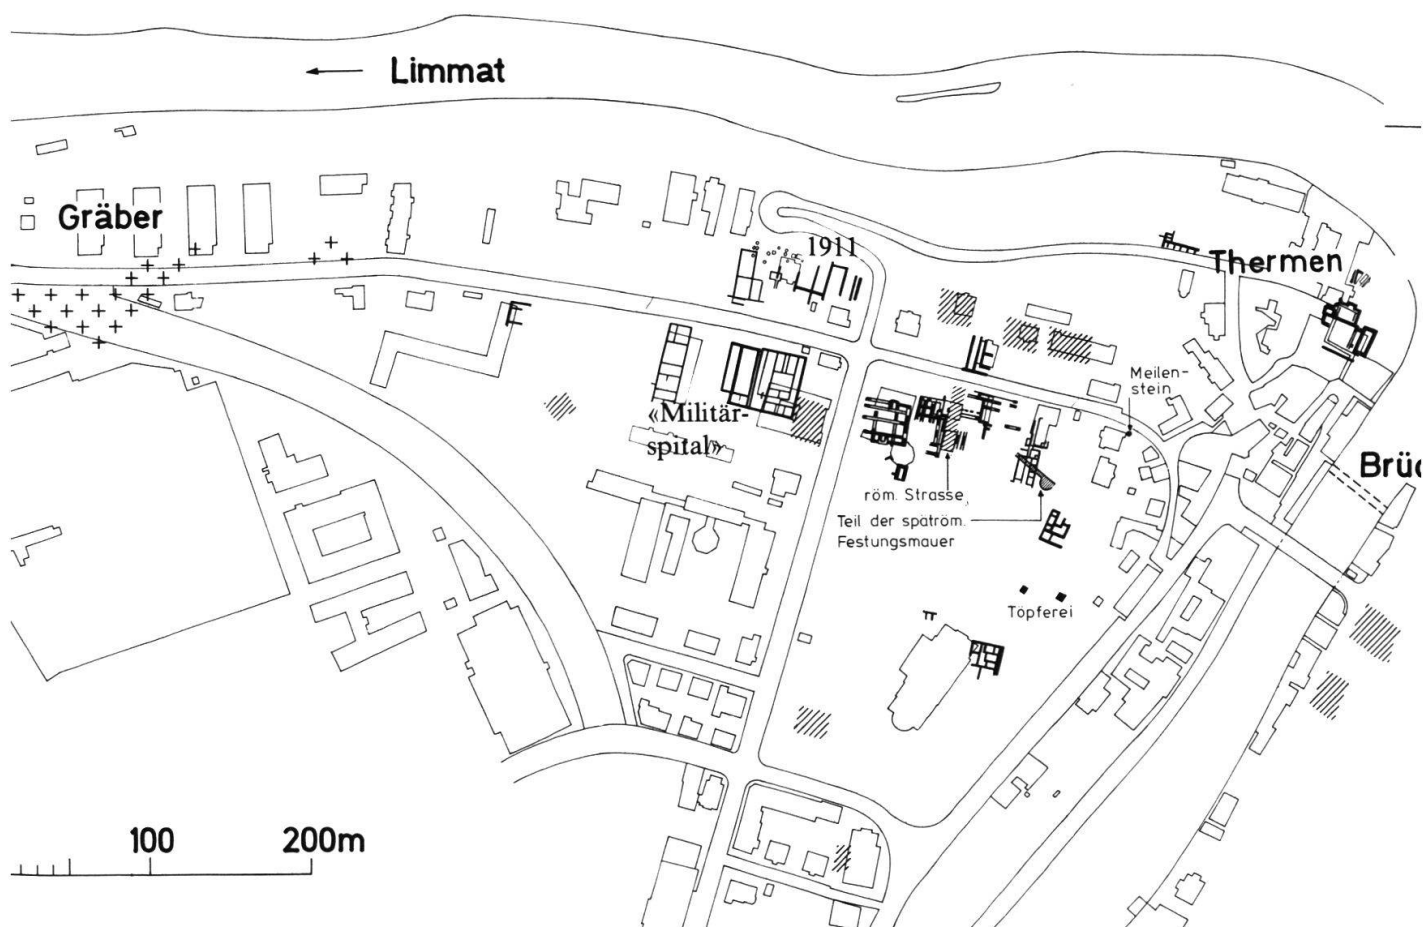 Limmat
Gräber
1911
Thermen
Meilen-
stein
«Militär-
spital»
Brüc
röm. Strasse
Teil der spätröm.
Festungsmauer
Töpferei
100
200m